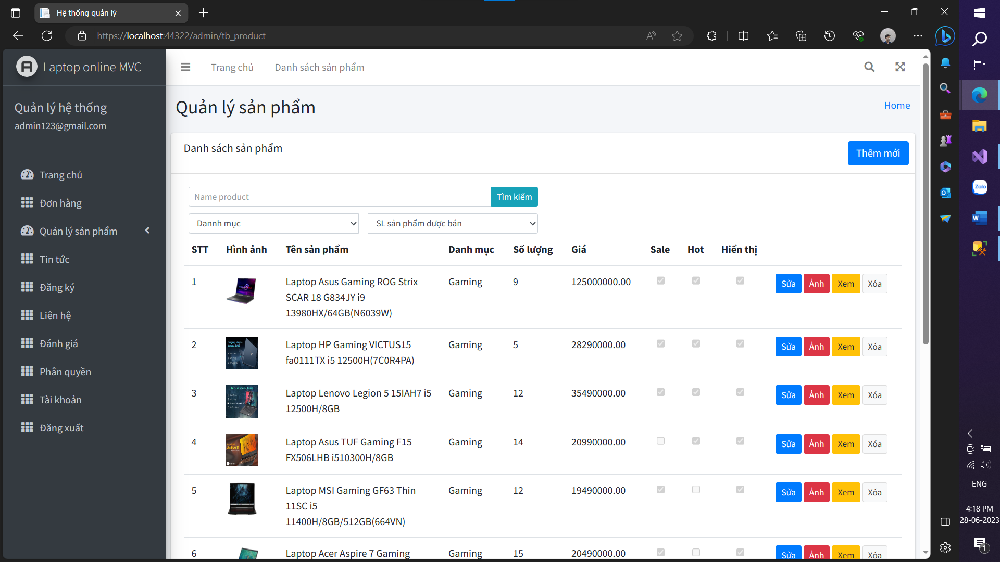 Hệ thống quản lý
https://localhost:44322/admin/tb_product
Laptop online MVC
Trang chủ
Danh sách sản phẩm
Quản lý hệ thống
admin123@gmail.com
Trang chủ
Đơn hàng
Quản lý sản phẩm
Tin tức
Đăng ký
Liên hệ
Đánh giá
Phân quyền
Tài khoản
Đăng xuất
Quản lý sản phẩm
Home
Danh sách sản phẩm
Thêm mới
Name product
Tìm kiếm
Dannh mục
SL sản phẩm được bán
STT Hình ảnh Tên sản phẩm Danh mục Số lượng Giá Sale Hot Hiển thị
1 Laptop Asus Gaming ROG Strix Gaming 9 125000000.00 Sửa Ảnh Xem Xóa
SCAR 18 G834JY i9
13980HX/64GB(N6039W)
2 Laptop HP Gaming VICTUS15 Gaming 5 28290000.00 Sửa Ảnh Xem Xóa
fa0111TX i5 12500H(7C0R4PA)
3 Laptop Lenovo Legion 5 15IAH7 i5 Gaming 12 35490000.00 Sửa Ảnh Xem Xóa
12500H/8GB
4 Laptop Asus TUF Gaming F15 Gaming 14 20990000.00 Sửa Ảnh Xem Xóa
FX506LHB i510300H/8GB
5 Laptop MSI Gaming GF63 Thin Gaming 12 19490000.00 Sửa Ảnh Xem Xóa
11SC i5
11400H/8GB/512GB(664VN)
6 Laptop Acer Aspire 7 Gaming Gaming 15 20490000.00 Sửa Ảnh Xem Xóa
Zalo
ENG
4:18 PM
28-06-2023
1